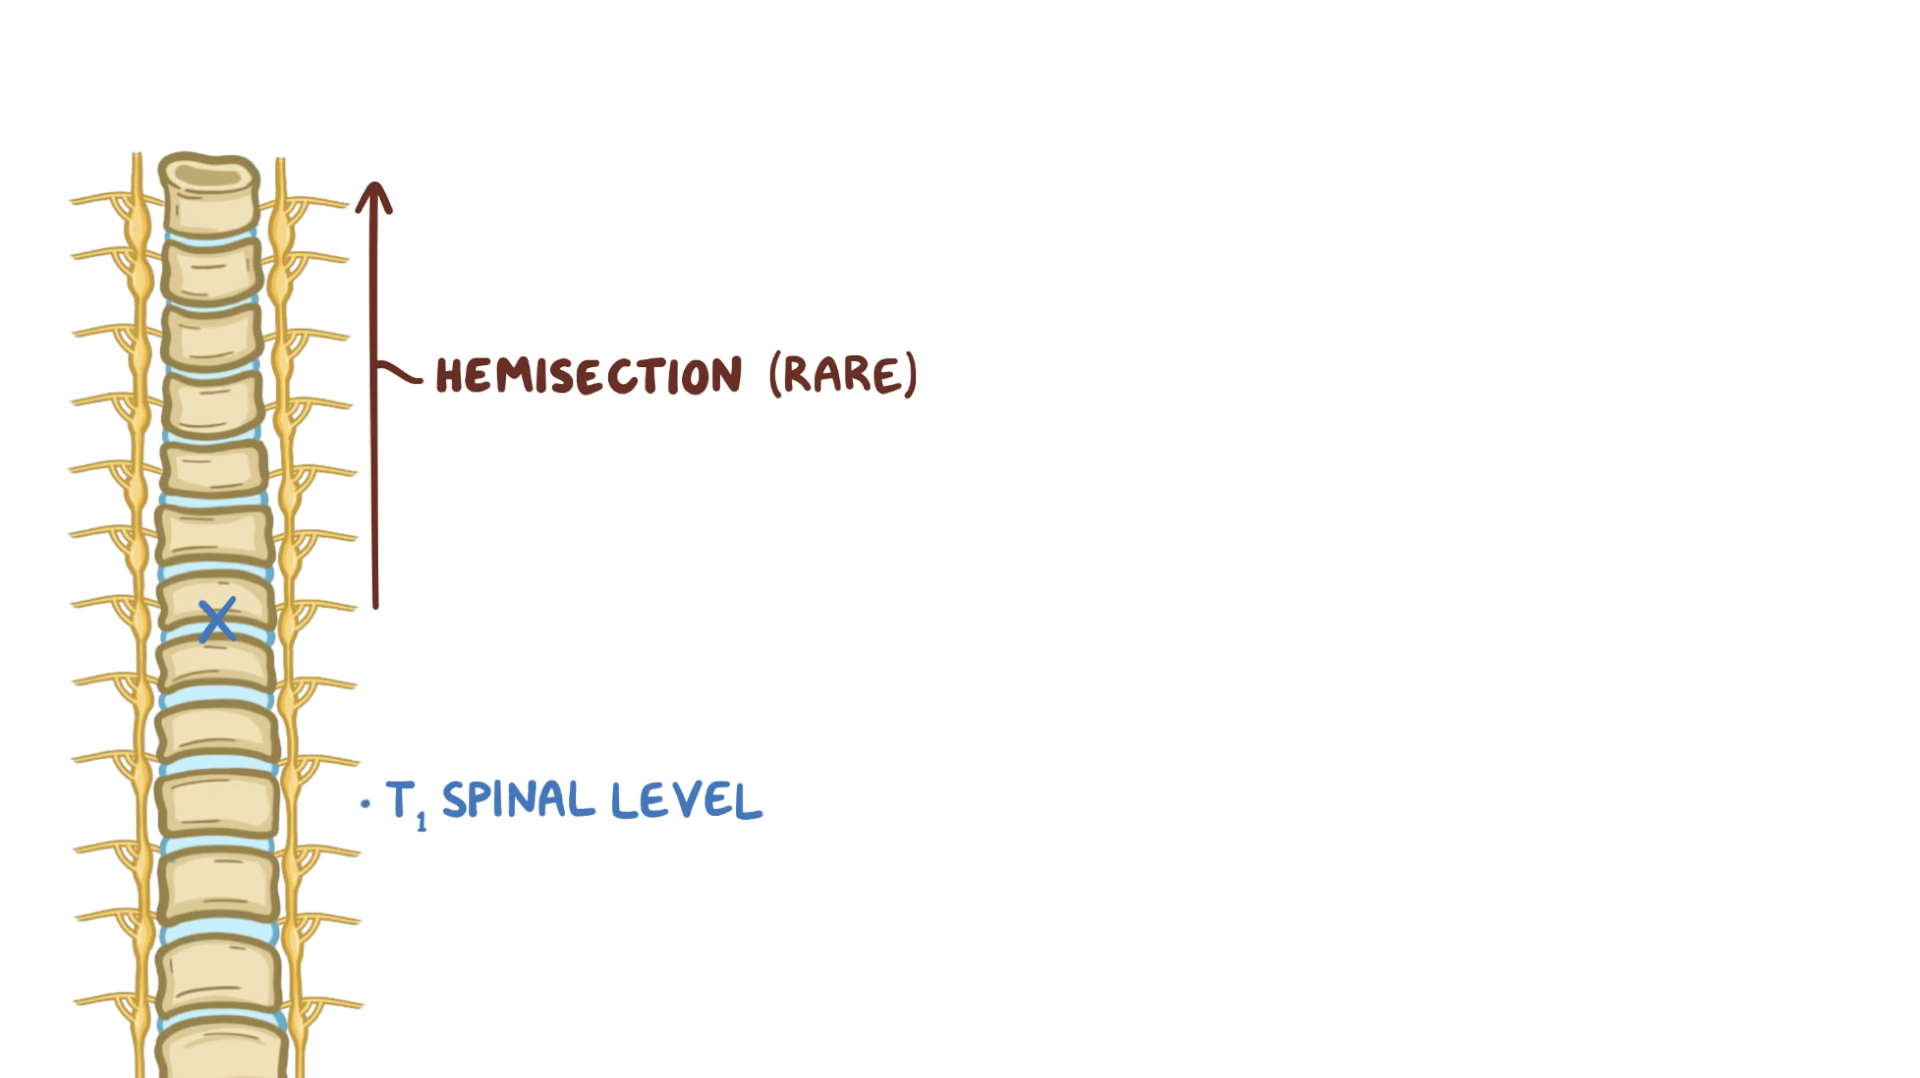 HEMISECTION (RARE)
X
• T₁ SPINAL LEVEL